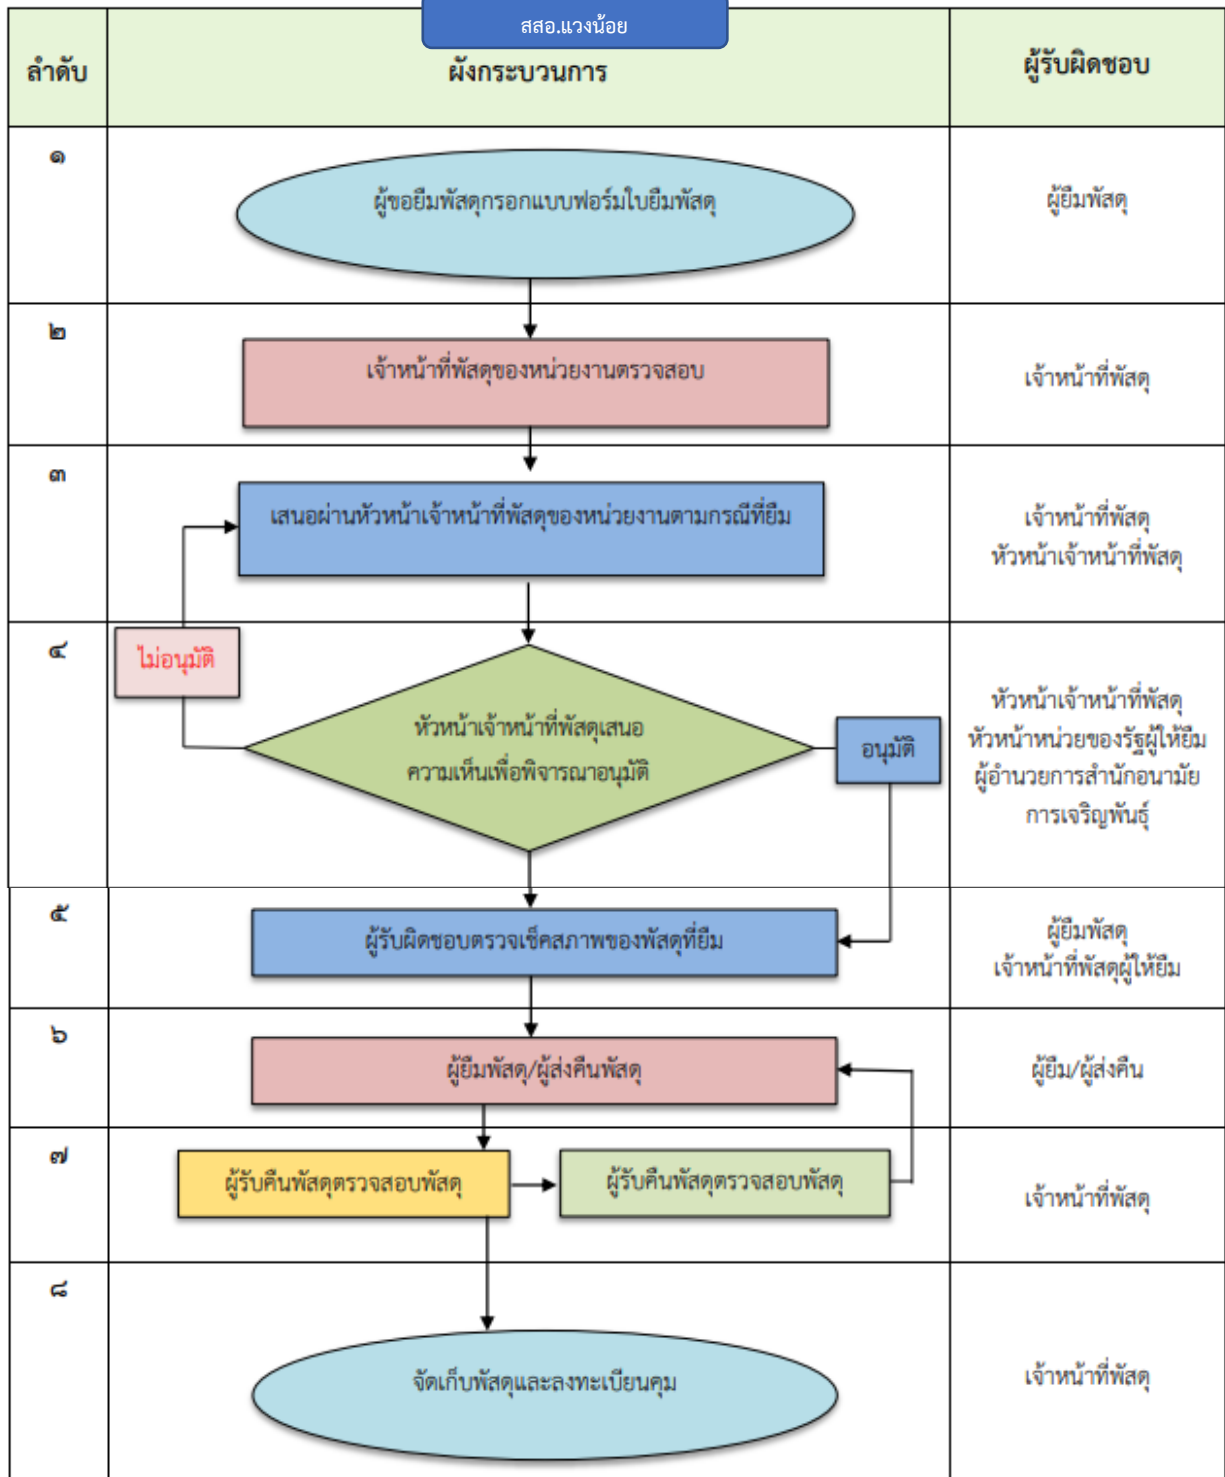 สสอ.แวงน้อย
ลำดับ
ผังกระบวนการ
ผู้รับผิดชอบ
๑
ผู้ขอยืมพัสดุกรอกแบบฟอร์มใบยืมพัสดุ
ผู้ยืมพัสดุ
๒
เจ้าหน้าที่พัสดุของหน่วยงานตรวจสอบ
เจ้าหน้าที่พัสดุ
๓
เสนอผ่านหัวหน้าเจ้าหน้าที่พัสดุของหน่วยงานตามกรณีที่ยืม
เจ้าหน้าที่พัสดุ
หัวหน้าเจ้าหน้าที่พัสดุ
๔
ไม่อนุมัติ
หัวหน้าเจ้าหน้าที่พัสดุเสนอ
ความเห็นเพื่อพิจารณาอนุมัติ
อนุมัติ
หัวหน้าเจ้าหน้าที่พัสดุ
หัวหน้าหน่วยของรัฐผู้ให้ยืม
ผู้อำนวยการสำนักอนามัย
การเจริญพันธุ์
๕
ผู้รับผิดชอบตรวจเช็คสภาพของพัสดุที่ยืม
ผู้ยืมพัสดุ
เจ้าหน้าที่พัสดุผู้ให้ยืม
๖
ผู้ยืมพัสดุ/ผู้ส่งคืนพัสดุ
ผู้ยืม/ผู้ส่งคืน
๗
ผู้รับคืนพัสดุตรวจสอบพัสดุ
ผู้รับคืนพัสดุตรวจสอบพัสดุ
เจ้าหน้าที่พัสดุ
๘
จัดเก็บพัสดุและลงทะเบียนคุม
เจ้าหน้าที่พัสดุ